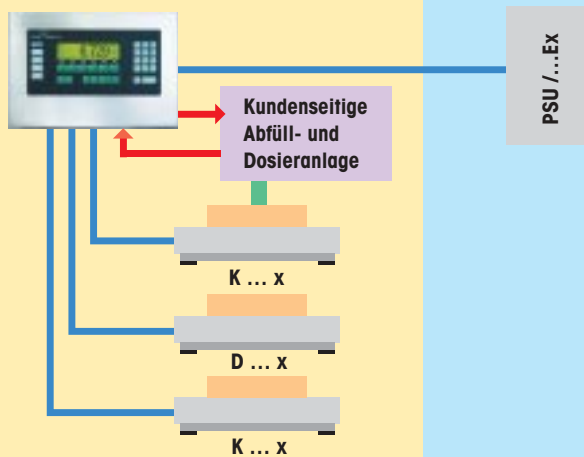 Kundenseitige
Abfüll- und
Dosieranlage
PSU /...Ex
K ... x
D ... x
K ... x